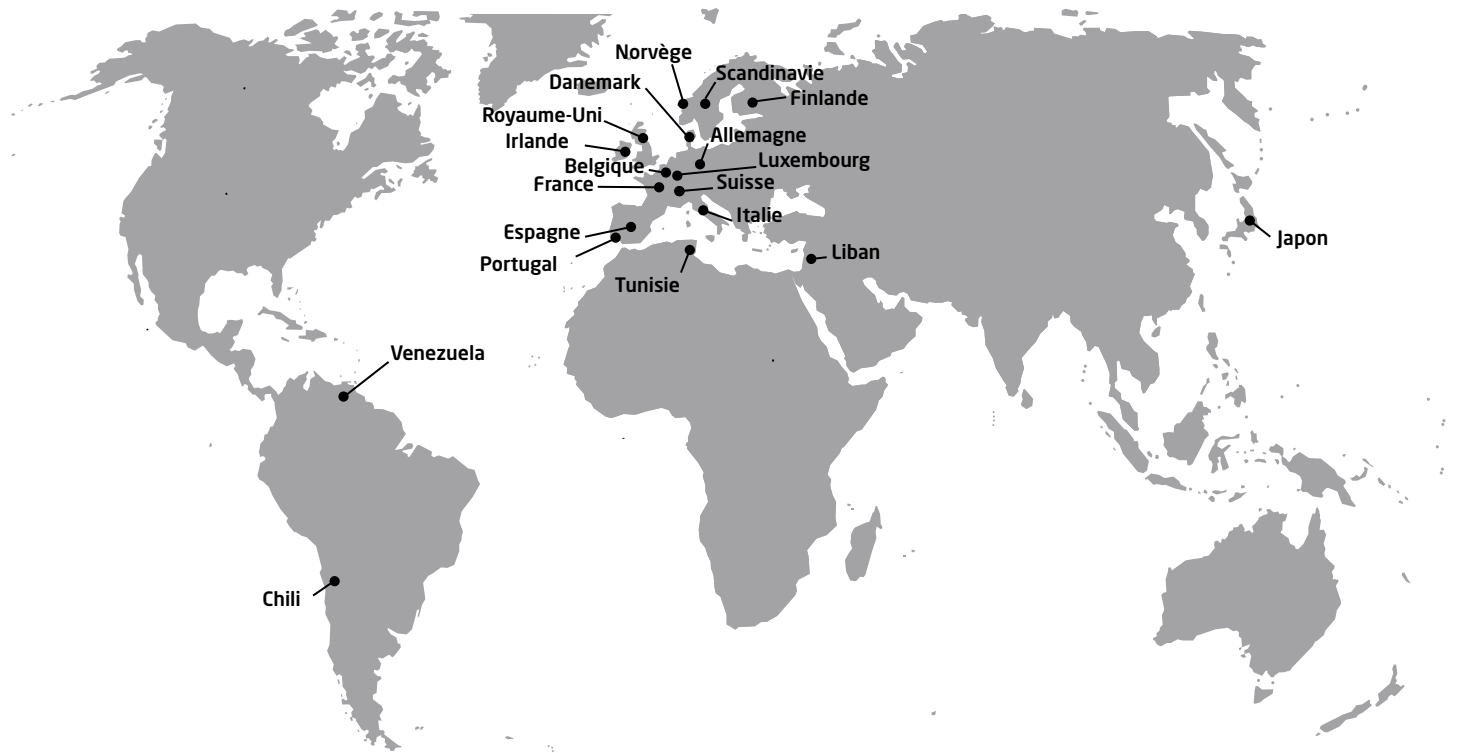 Norvège
Scandinavie
Danemark
Finlande
Royaume-Uni
Allemagne
Irlande
Luxembourg
Belgique
Suisse
France
Italie
Espagne
Japon
Liban
Portugal
Tunisie
Venezuela
Chili